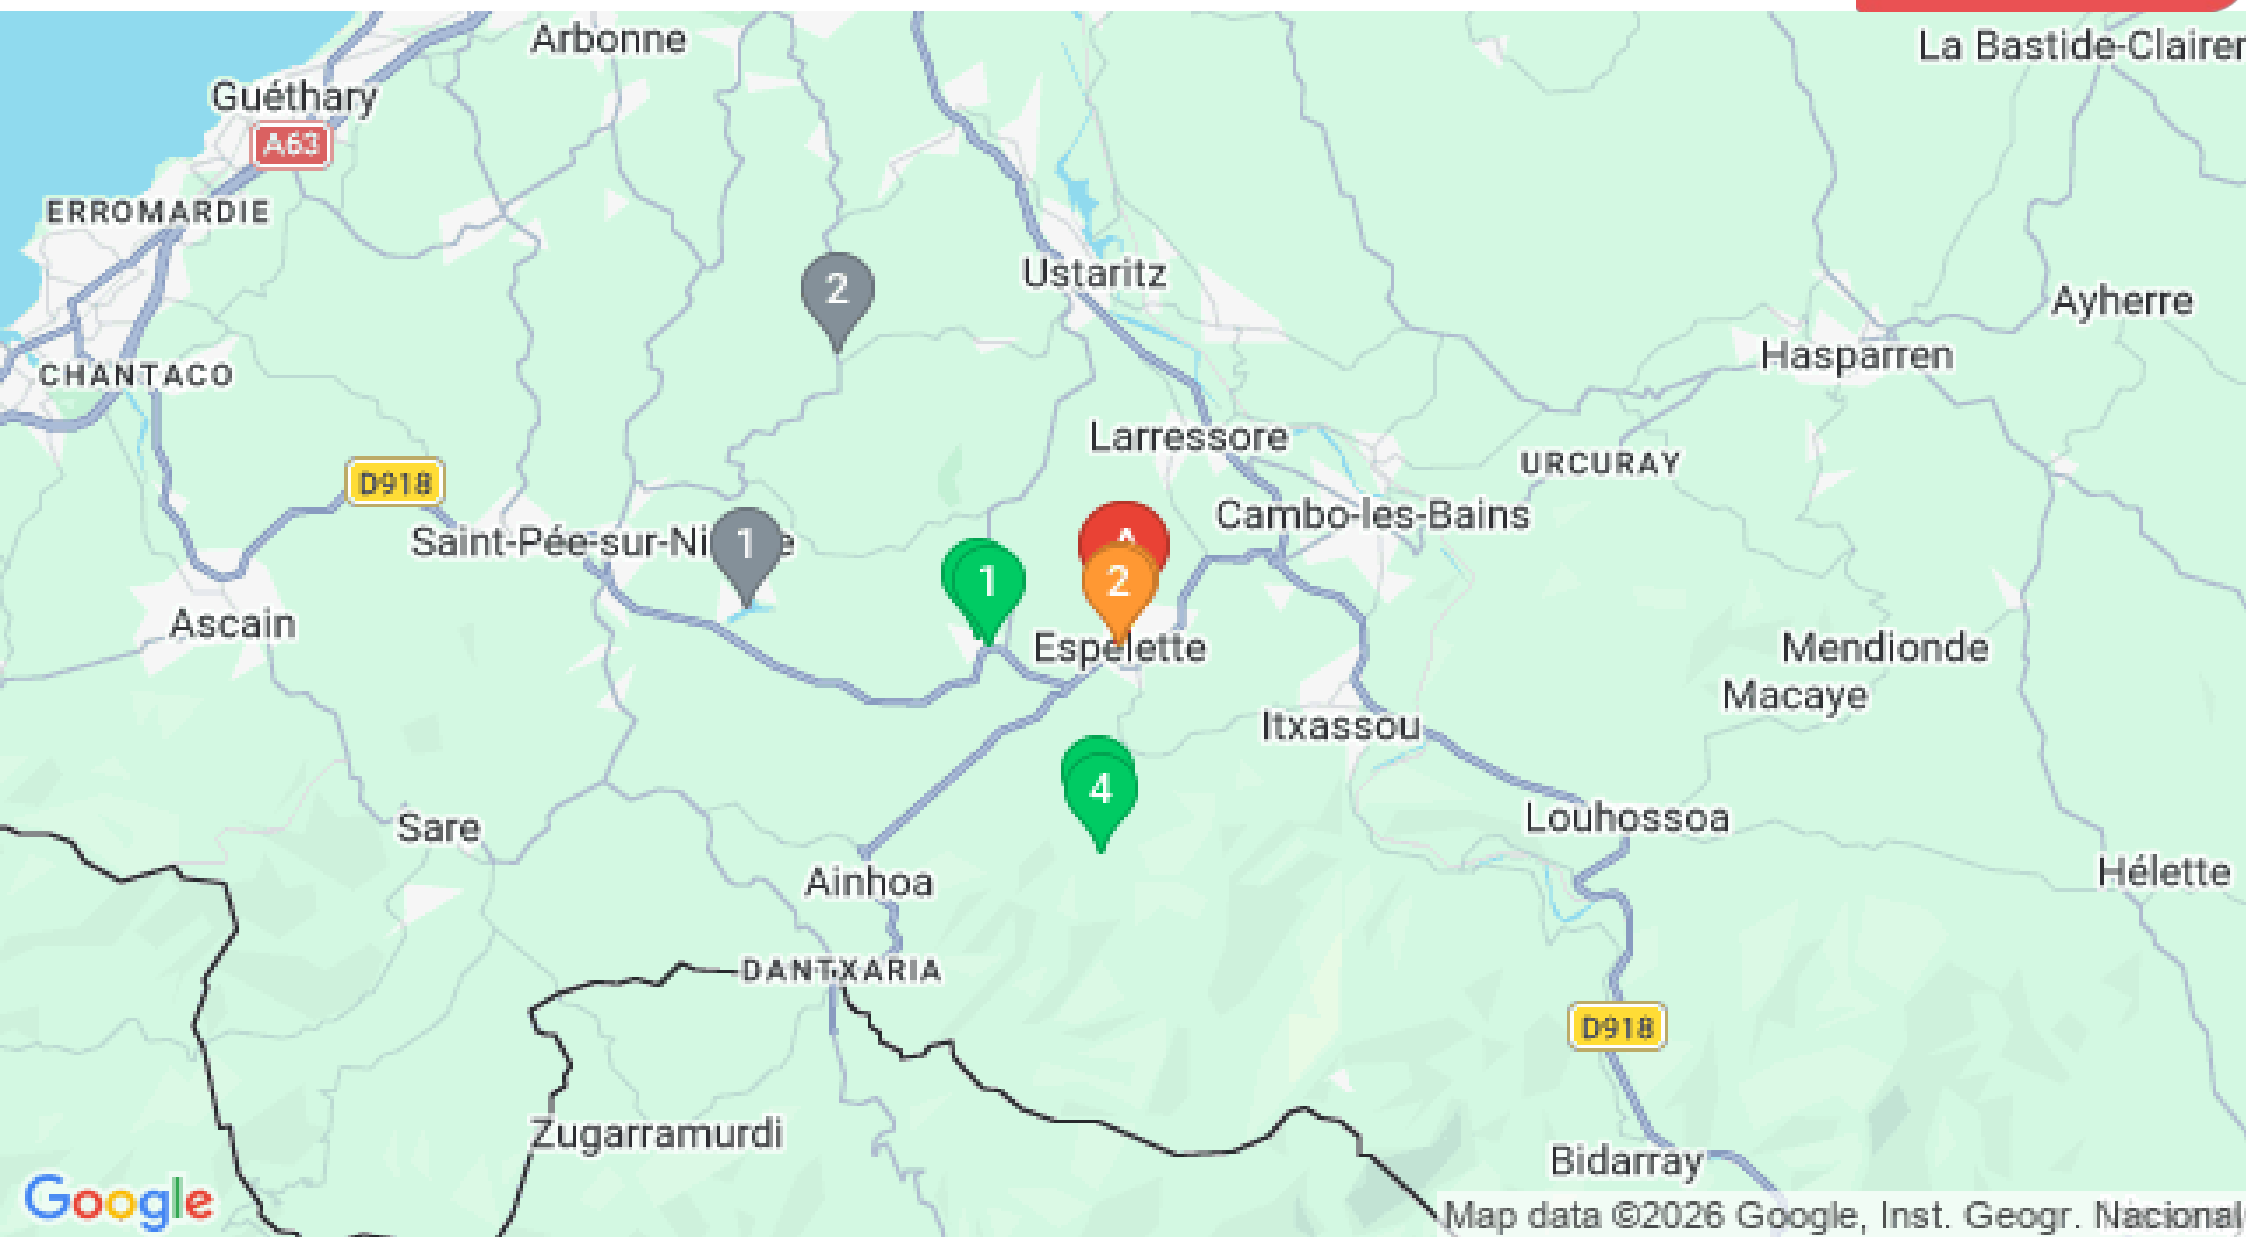 Arbonne
La Bastide-Clairen
Guéthary
A63
ERROMARDIE
Ustaritz
2
Ayherre
Hasparren
CHANTACO
Larressore
URCURAY
D918
Cambo-les-Bains
Saint-Pée-sur-Ni
e
1
A
1
2
Ascain
Espelette
Mendionde
Macaye
Itxassou
4
Louhossoa
Sare
Ainhoa
Hélette
DANTXARIA
D918
Zugarramurdi
Bidarray
Google
Map data ©2026 Google, Inst. Geogr. Nacional